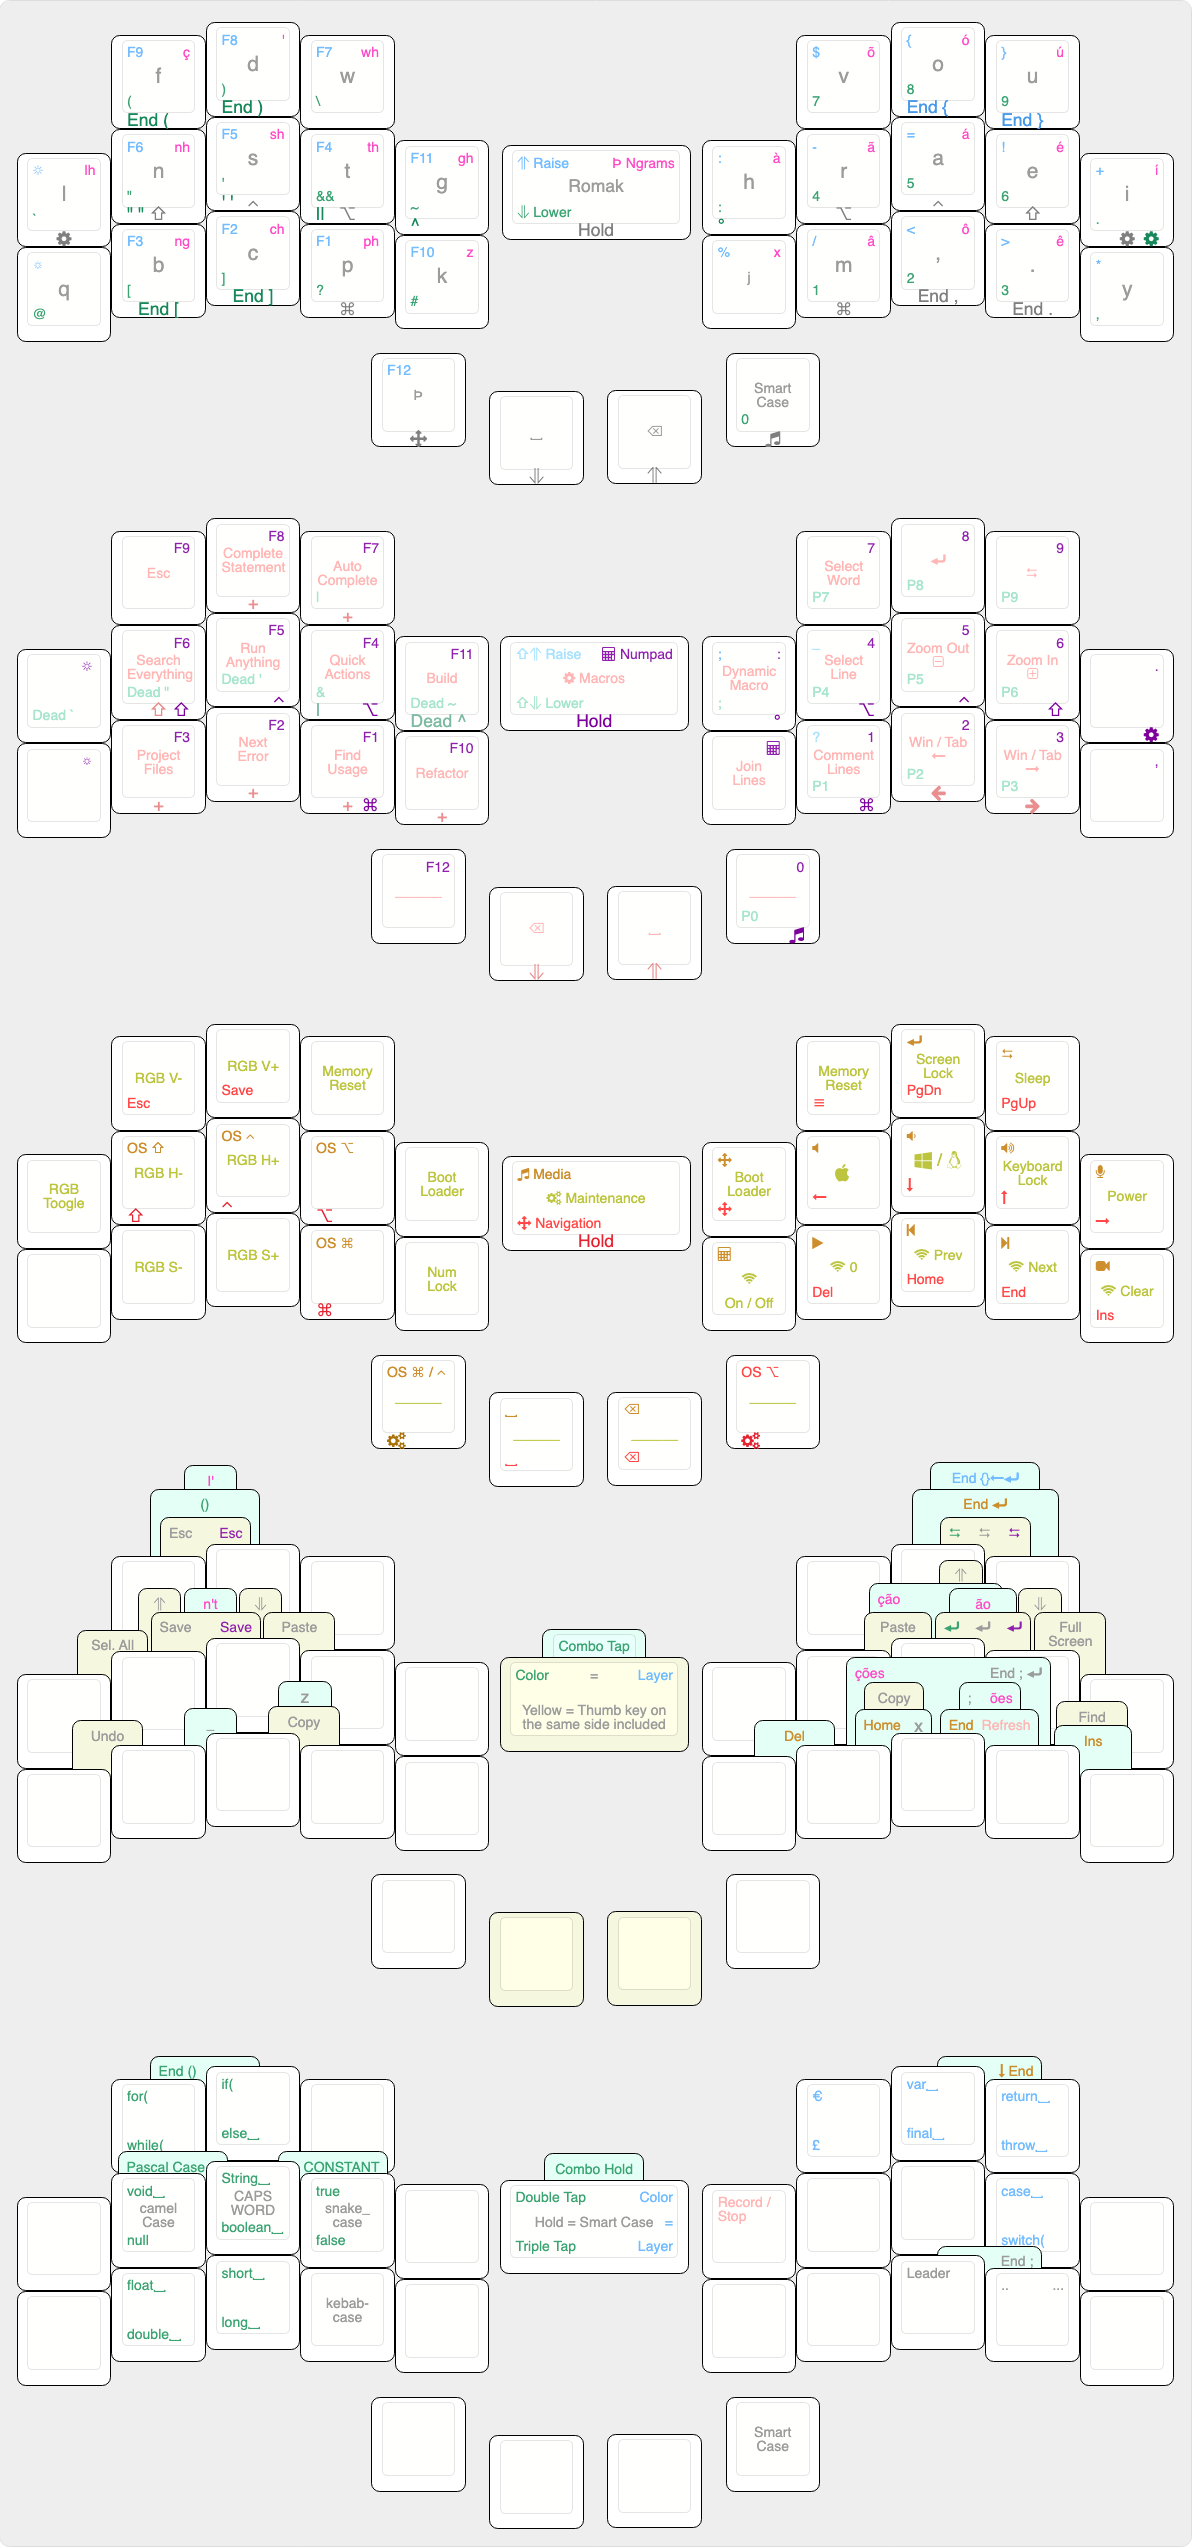 F9 ç
f
(
End (
F8 '
d
)
End )
F7 wh
w
\
$ õ
v
7
{ ó
o
8
End {
} ú
u
9
End }
lh
l
`
F6 nh
n
"
" "
F5 sh
s
'
' '
F4 th
t
&&
||
F11 gh
g
~
^
⇑ Raise Þ Ngrams
Romak
⇓ Lower
Hold
: à
h
:
°
- ã
r
4
= á
a
5
! é
e
6
+ í
i
.
q
@
F3 ng
b
[
End [
F2 ch
c
]
End ]
F1 ph
p
?
⌘
F10 z
k
#
% x
j
/ â
m
1
⌘
< ô
,
2
End ,
> ê
.
3
End .
*
y
,
F12
Þ
Smart
Case
0
F9
Esc
F8
Complete
Statement
+
F7
Auto
Complete
|
+
7
Select
Word
P7
8
P8
9
P9
Dead `
F6
Search
Everything
Dead "
F5
Run
Anything
Dead '
F4
Quick
Actions
&
|
F11
Build
Dead ~
Dead ^
⇧⇑ Raise Numpad
Macros
⇧⇓ Lower
Hold
; :
Dynamic
Macro
;
°
_ 4
Select
Line
P4
5
Zoom Out
P5
6
Zoom In
P6
.
F3
Project
Files
+
F2
Next
Error
+
F1
Find
Usage
+ ⌘
F10
Refactor
+
Join
Lines
? 1
Comment
Lines
P1
⌘
2
Win / Tab
←
P2
3
Win / Tab
→
P3
,
F12
0
P0
RGB V-
Esc
RGB V+
Save
Memory
Reset
Memory
Reset
≡
Screen
Lock
PgDn
Sleep
PgUp
RGB
Toogle
OS ⇧
RGB H-
OS ^
RGB H+
^
OS ⌥
⌥
Boot
Loader
Media
Maintenance
Navigation
Hold
Boot
Loader
←
/
↓
Keyboard
Lock
↑
Power
→
RGB S-
RGB S+
OS ⌘
⌘
Num
Lock
On / Off
0
Del
Prev
Home
Next
End
Clear
Ins
OS ⌘ / ^
OS ⌥
I'
()
Esc Esc
End {}←↵
End ↵
n't
Save Save
Paste
Sel. All
z
_
Copy
Undo
Combo Tap
Color = Layer
Yellow = Thumb key on
the same side included
ção
ão
Paste
Full
Screen
ções End ; ↵
Copy
; ões
Home x
End Refresh
Find
Del
Ins
End ()
for(
while(
if(
else⎵
€
£
var⎵
final⎵
↓ End
return⎵
throw⎵
Pascal Case
CONSTANT
void⎵
camel
Case
null
String⎵
CAPS
WORD
boolean⎵
true
snake_
case
false
Combo Hold
Double Tap Color
Hold = Smart Case =
Triple Tap Layer
Record /
Stop
case⎵
switch(
End ;
float⎵
double⎵
short⎵
long⎵
kebab-
case
Leader
.. ...
Smart
Case